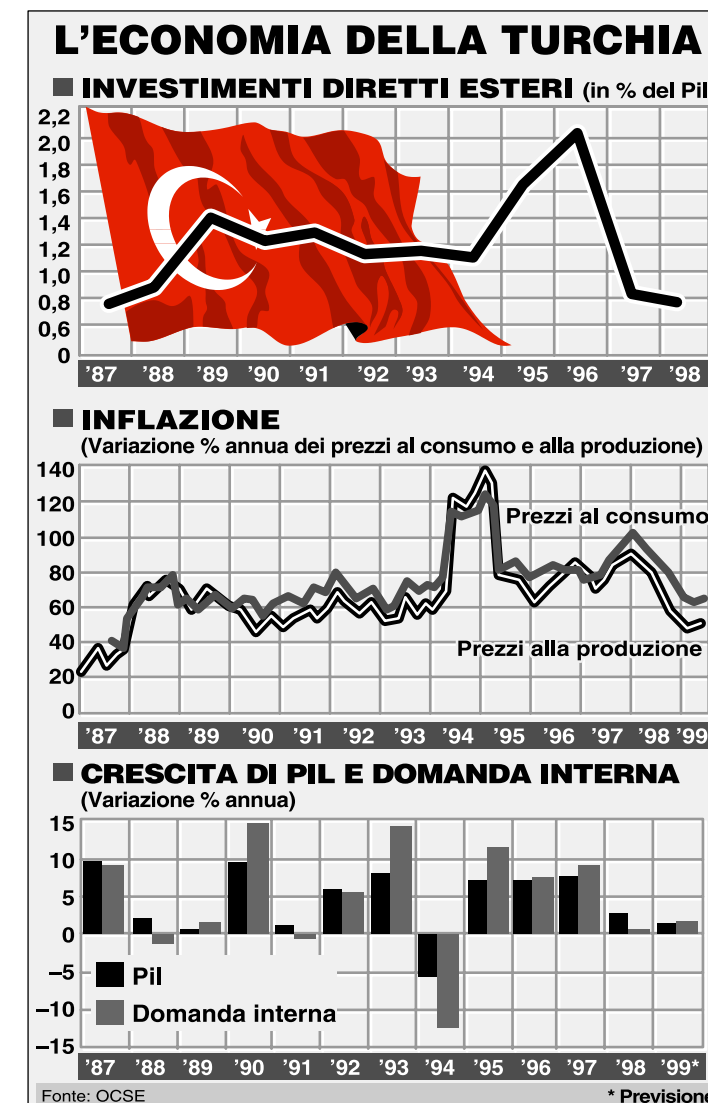 L'ECONOMIA DELLA TURCHIA
INVESTIMENTI DIRETTI ESTERI (in % del Pil
2,2
2,0
1,8
1,6
1,4
1,2
1,0
0,8
0,6
0
'87 '88 '89 '90 '91 '92 '93 '94 '95 '96 '97 '98
INFLAZIONE
(Variazione % annua dei prezzi al consumo e alla produzione)
140
120
100
80
60
40
20
0
Prezzi al consumo
Prezzi alla produzione
'87 '88 '89 '90 '91 '92 '93 '94 '95 '96 '97 '98 '99
CRESCITA DI PIL E DOMANDA INTERNA
(Variazione % annua)
15
10
5
0
–5
–10
–15
Pil
Domanda interna
'87 '88 '89 '90 '91 '92 '93 '94 '95 '96 '97 '98 '99*
Fonte: OCSE * Previsione